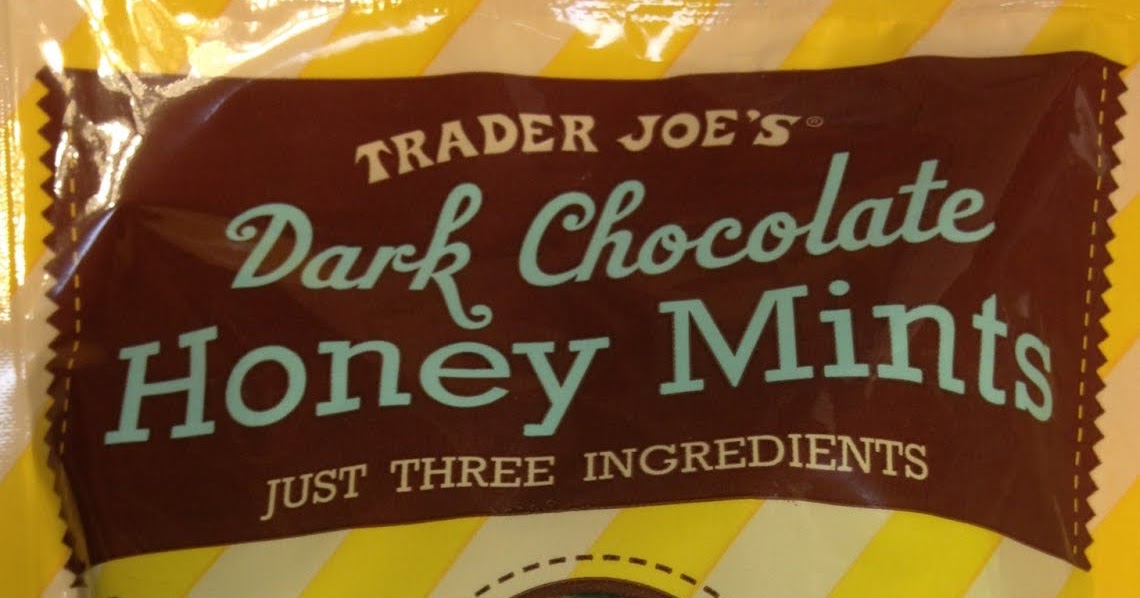 TRADER JOE'S®
Dark Chocolate
Honey Mints
JUST THREE INGREDIENTS